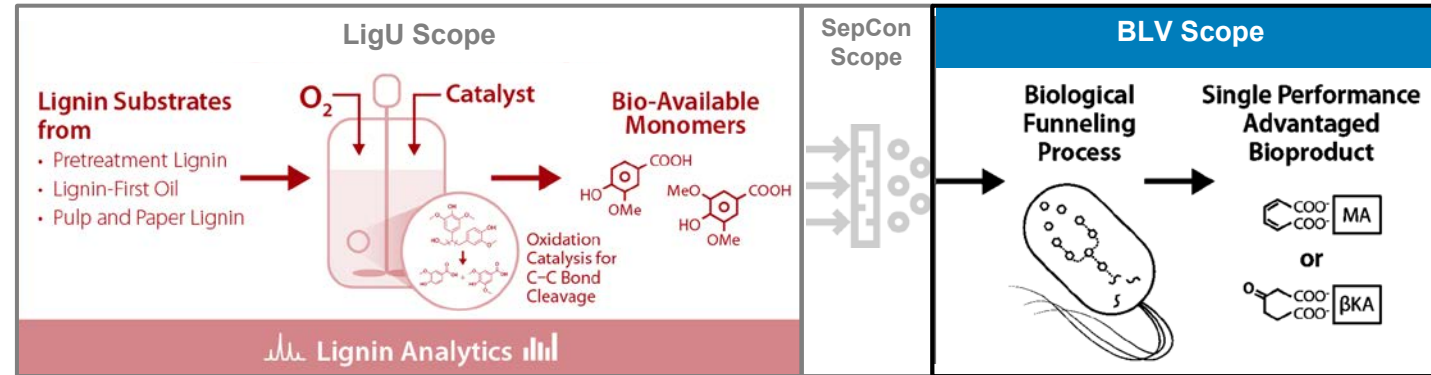 LigU Scope
SepCon
Scope
BLV Scope
Lignin Substrates
from
• Pretreatment Lignin
• Lignin-First Oil
• Pulp and Paper Lignin
O2
Catalyst
Bio-Available
Monomers
COOH
HO
OMe
MeO
COOH
HO
OMe
Oxidation
Catalysis for
C–C Bond
Cleavage
Lignin Analytics
Biological
Funneling
Process
Single Performance
Advantaged
Bioproduct
COO-
COO-
MA
or
O
COO-
COO-
βKA